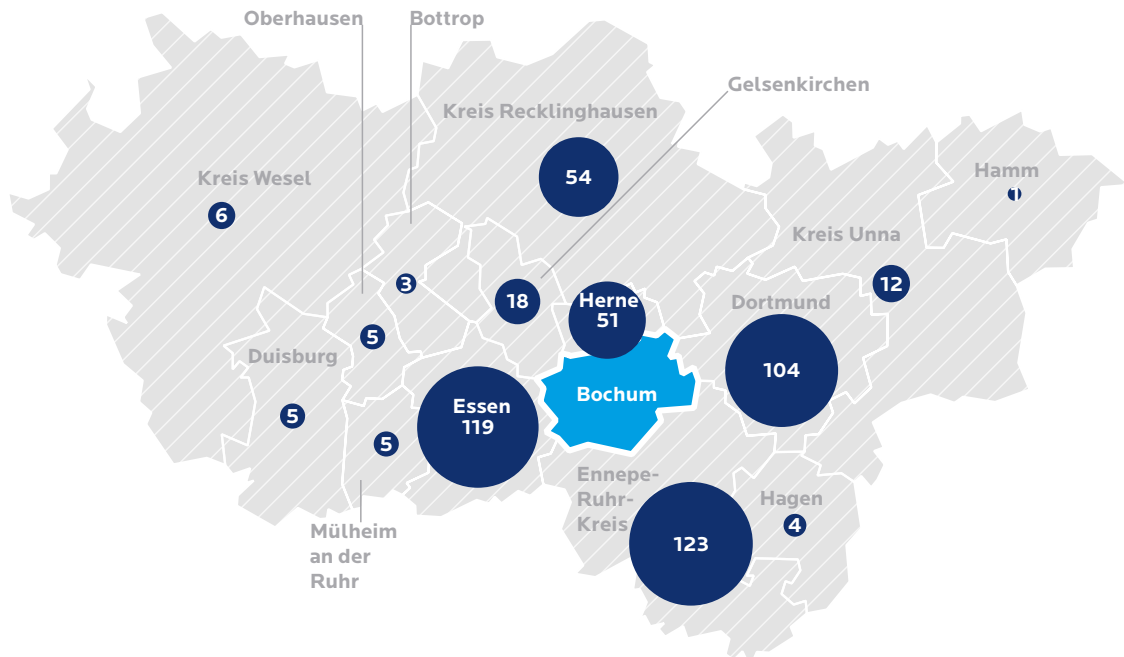 Oberhausen
Bottrop
Gelsenkirchen
Kreis Recklinghausen
54
Hamm
1
Kreis Wesel
6
Kreis Unna
12
3
18
Herne
51
Dortmund
104
5
Duisburg
5
Bochum
Essen
119
5
Ennepe-
Ruhr-
Kreis
123
Hagen
4
Mülheim
an der
Ruhr